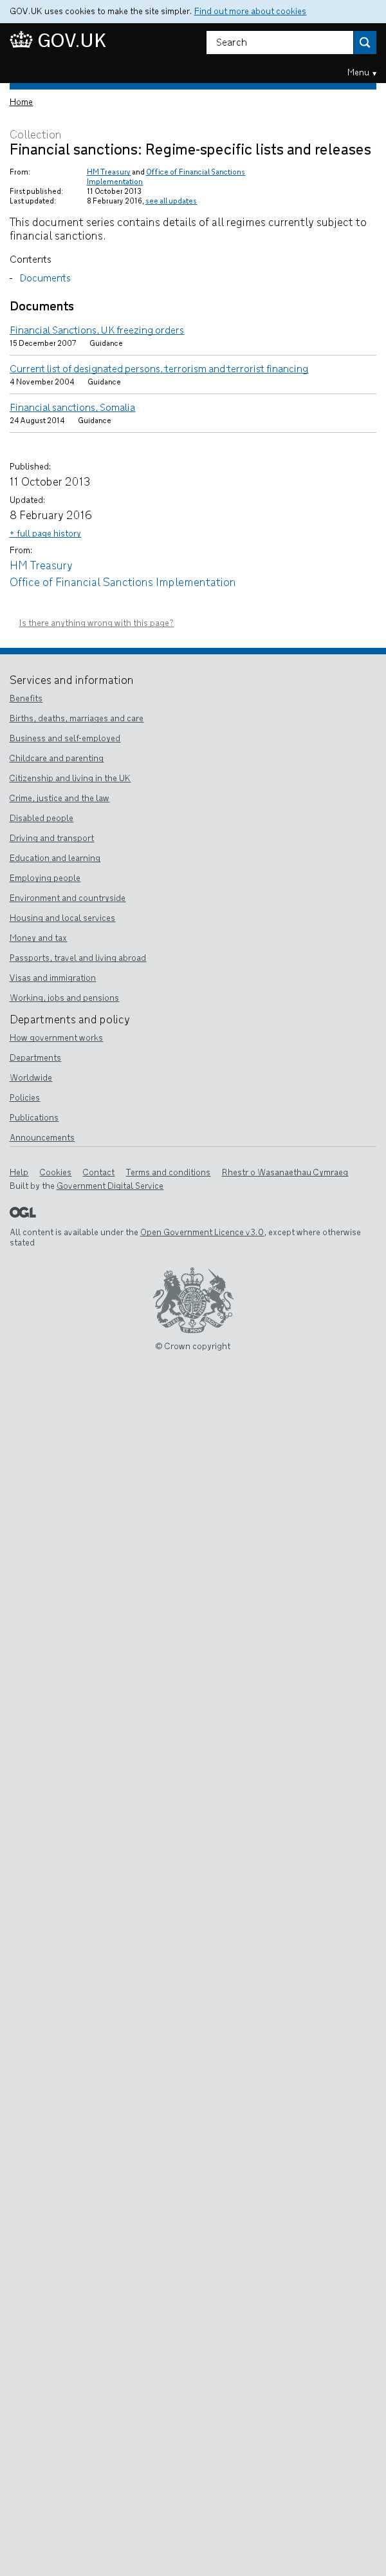 GOV.UK uses cookies to make the site simpler. Find out more about cookies
GOV.UK
Search
Menu ▾
Home
Collection
Financial sanctions: Regime-specific lists and releases
From: HM Treasury and Office of Financial Sanctions
Implementation
First published: 11 October 2013
Last updated: 8 February 2016, see all updates
This document series contains details of all regimes currently subject to
financial sanctions.
Contents
- Documents
Documents
Financial Sanctions, UK freezing orders
15 December 2007 Guidance
Current list of designated persons, terrorism and terrorist financing
4 November 2004 Guidance
Financial sanctions, Somalia
24 August 2014 Guidance
Published:
11 October 2013
Updated:
8 February 2016
+ full page history
From:
HM Treasury
Office of Financial Sanctions Implementation
Is there anything wrong with this page?
Services and information
Benefits
Births, deaths, marriages and care
Business and self-employed
Childcare and parenting
Citizenship and living in the UK
Crime, justice and the law
Disabled people
Driving and transport
Education and learning
Employing people
Environment and countryside
Housing and local services
Money and tax
Passports, travel and living abroad
Visas and immigration
Working, jobs and pensions
Departments and policy
How government works
Departments
Worldwide
Policies
Publications
Announcements
Help Cookies Contact Terms and conditions Rhestr o Wasanaethau Cymraeg
Built by the Government Digital Service
OGL
All content is available under the Open Government Licence v3.0, except where otherwise
stated
© Crown copyright